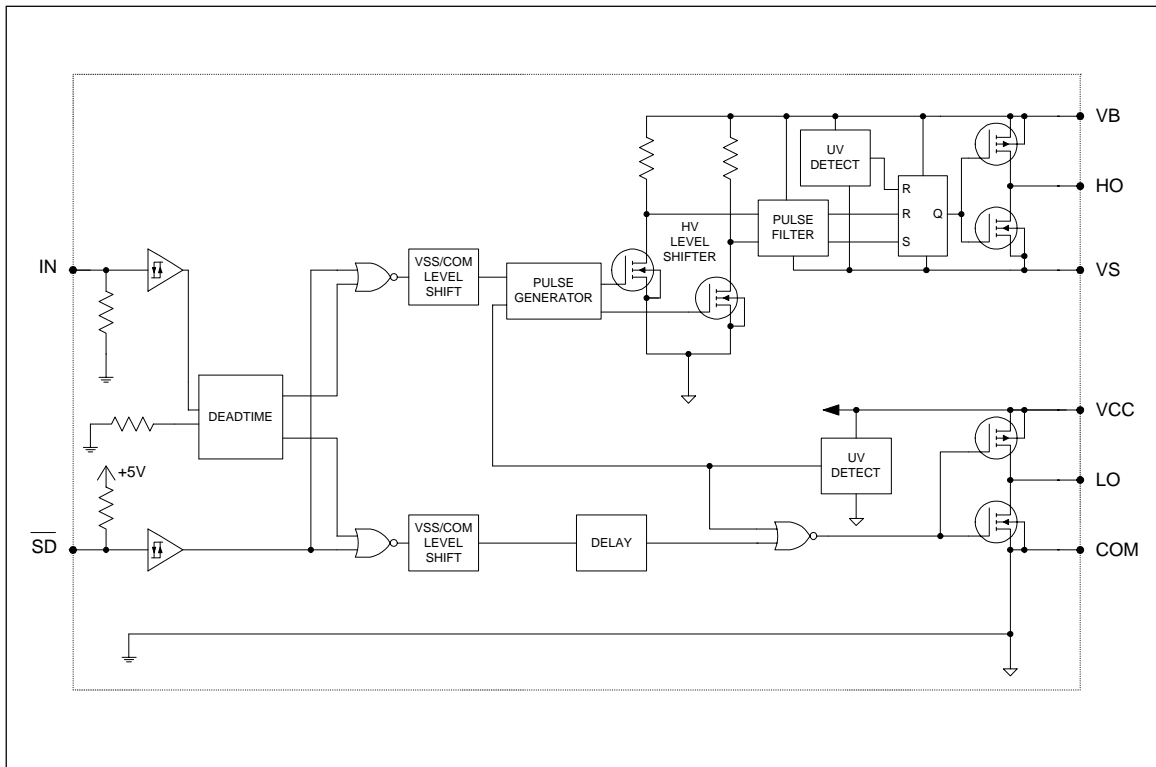 VB
UV
DETECT
HO
R
R
Q
S
PULSE
FILTER
HV
LEVEL
SHIFTER
VS
IN
VSS/COM
LEVEL
SHIFT
PULSE
GENERATOR
DEADTIME
VCC
UV
DETECT
+5V
LO
SD
VSS/COM
LEVEL
SHIFT
DELAY
COM